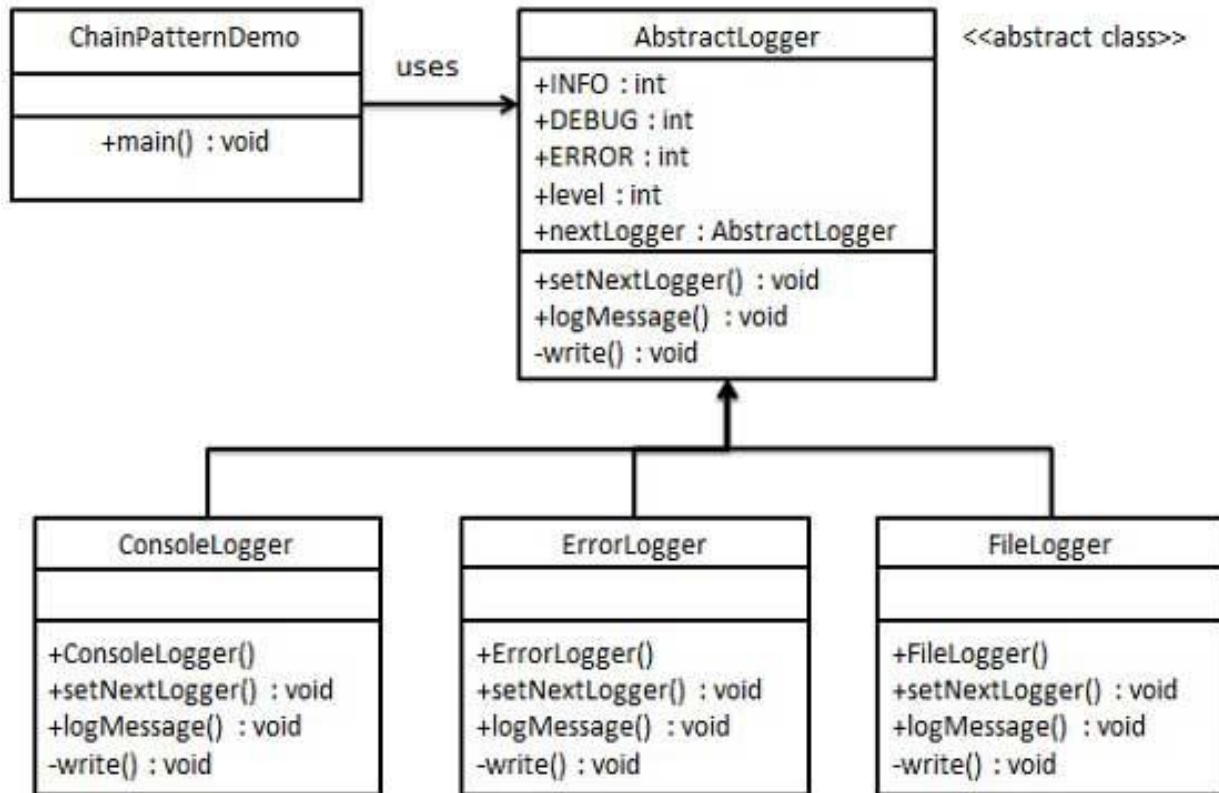 ChainPatternDemo
+main() : void
uses
AbstractLogger
<<abstract class>>
+INFO : int
+DEBUG : int
+ERROR : int
+level : int
+nextLogger : AbstractLogger
+setNextLogger() : void
+logMessage() : void
-write() : void
ConsoleLogger
+ConsoleLogger()
+setNextLogger() : void
+logMessage() : void
-write() : void
ErrorLogger
+ErrorLogger()
+setNextLogger() : void
+logMessage() : void
-write() : void
FileLogger
+FileLogger()
+setNextLogger() : void
+logMessage() : void
-write() : void